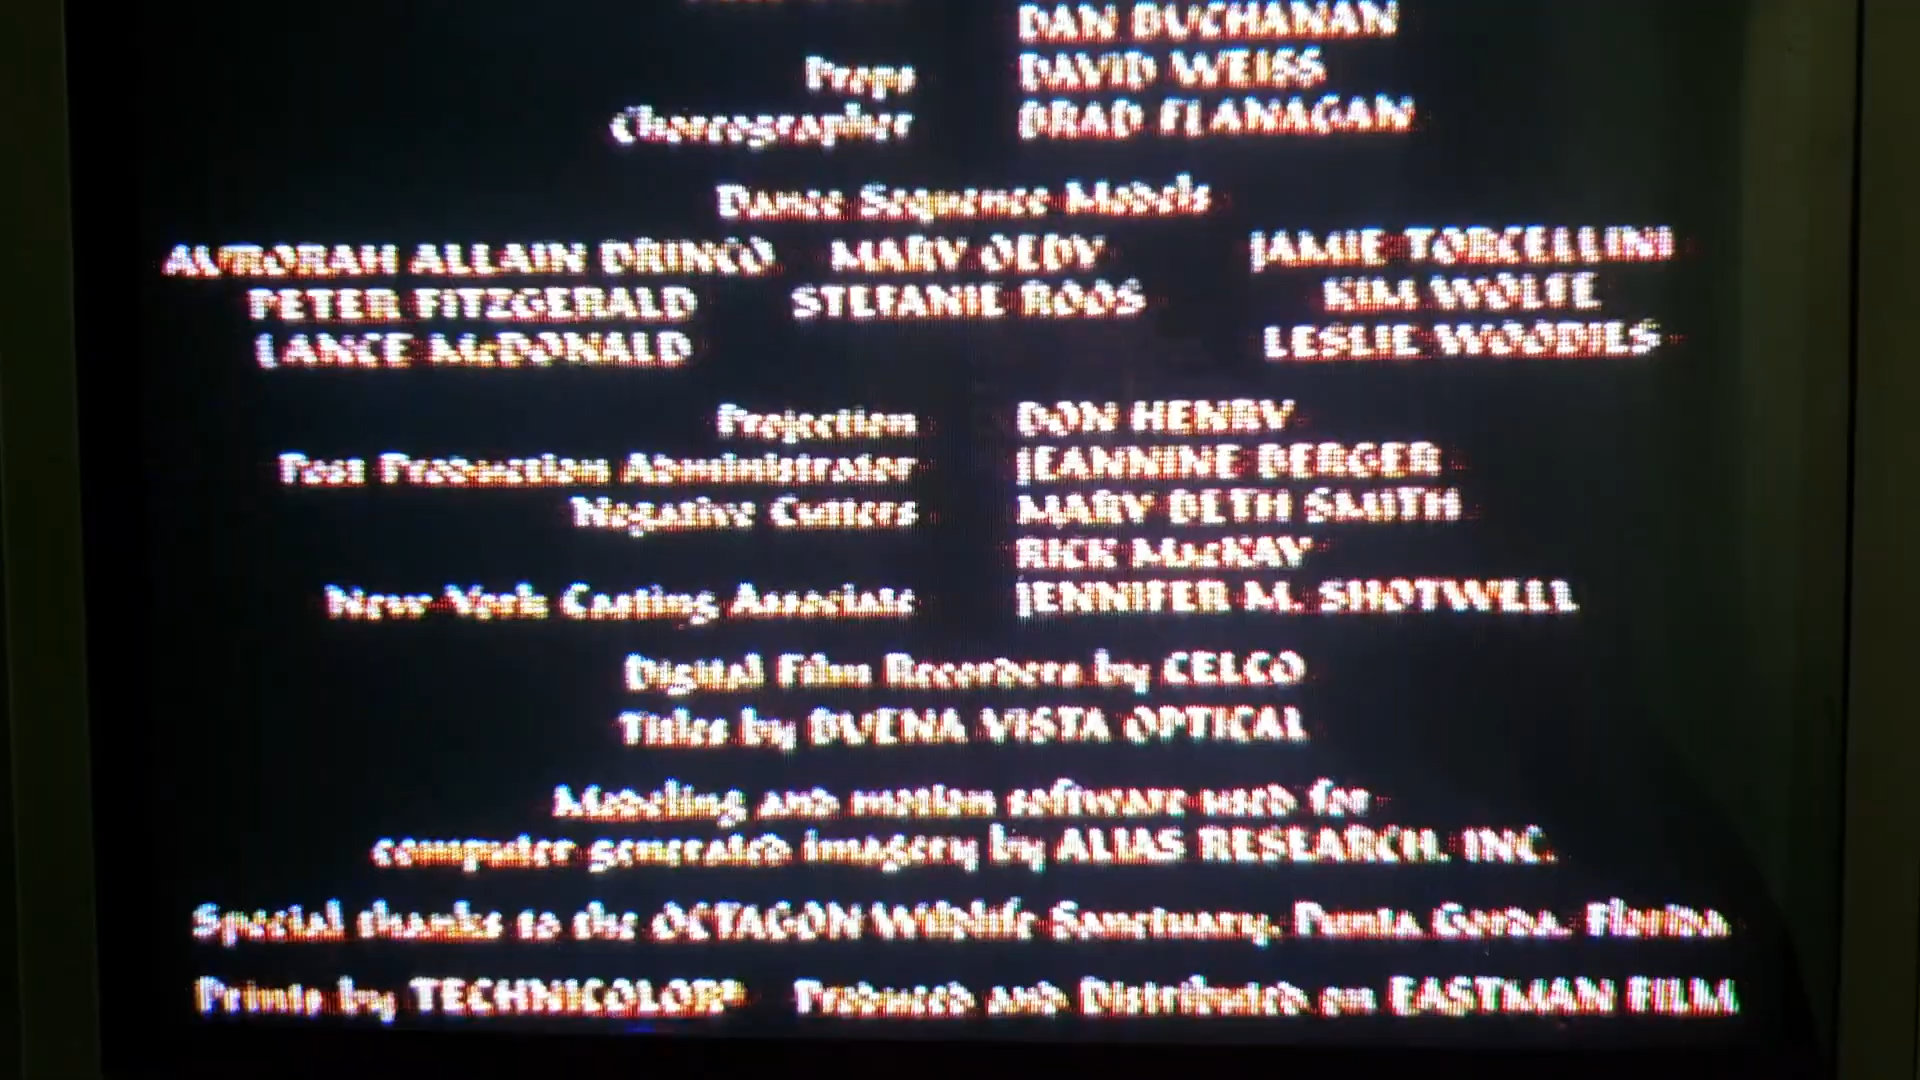 DAN BUCHANAN
Props DAVID WEISS
Choreographer BRAD FLANAGAN
Dance Sequence Models
AURORAH ALLAIN MARY OEDY JAMIE TORCELLINI
PETER FITZGERALD STEFANIE ROOS KIM WOLFE
LANCE McDONALD LESLIE WOODIES
Projection DON HENRY
Post Production Administrator JEANNINE BERGER
Negative Cutters MARY BETH SMITH
RICK MacKAY
New York Casting Associate JENNIFER M. SHOTWELL
Digital Film Recorders by CELCO
Titles by BUENA VISTA OPTICAL
Modeling and motion software used for
computer generated imagery by ALIAS RESEARCH, INC.
Special thanks to the OCTAGON Wildlife Sanctuary, Punta Gorda, Florida
Prints by TECHNICOLOR® Produced and Distributed on EASTMAN FILM